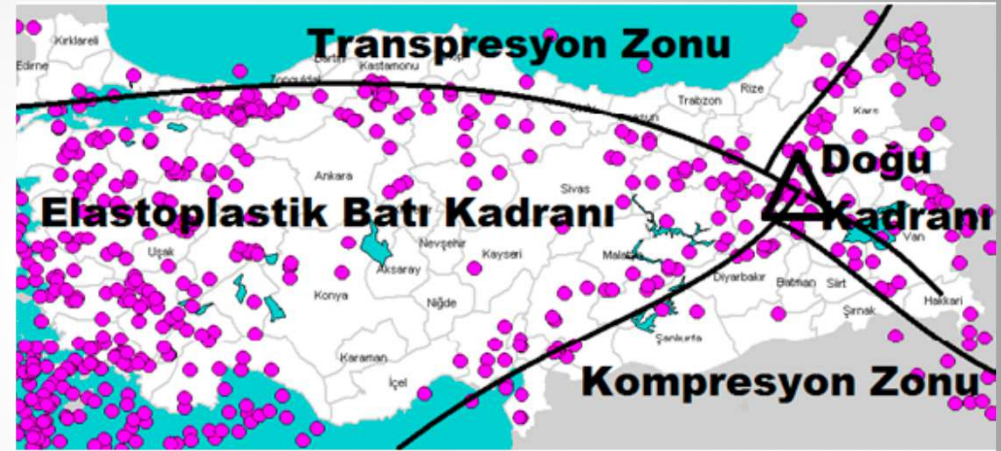 Transpresyon Zonu
Kırklareli
Edirne
Kastamonu
Zonguldak
Trabzon
Rize
Kars
Doğu
Kadranı
Ankara
Sivas
Elastoplastik Batı Kadranı
Uşak
Nevşehir
Kayseri
Aksaray
Konya
Niğde
Malatya
Van
Diyarbakır
Batman
Siirt
Şırnak
Hakkari
Şanlıurfa
Karaman
İçel
Kompresyon Zonu